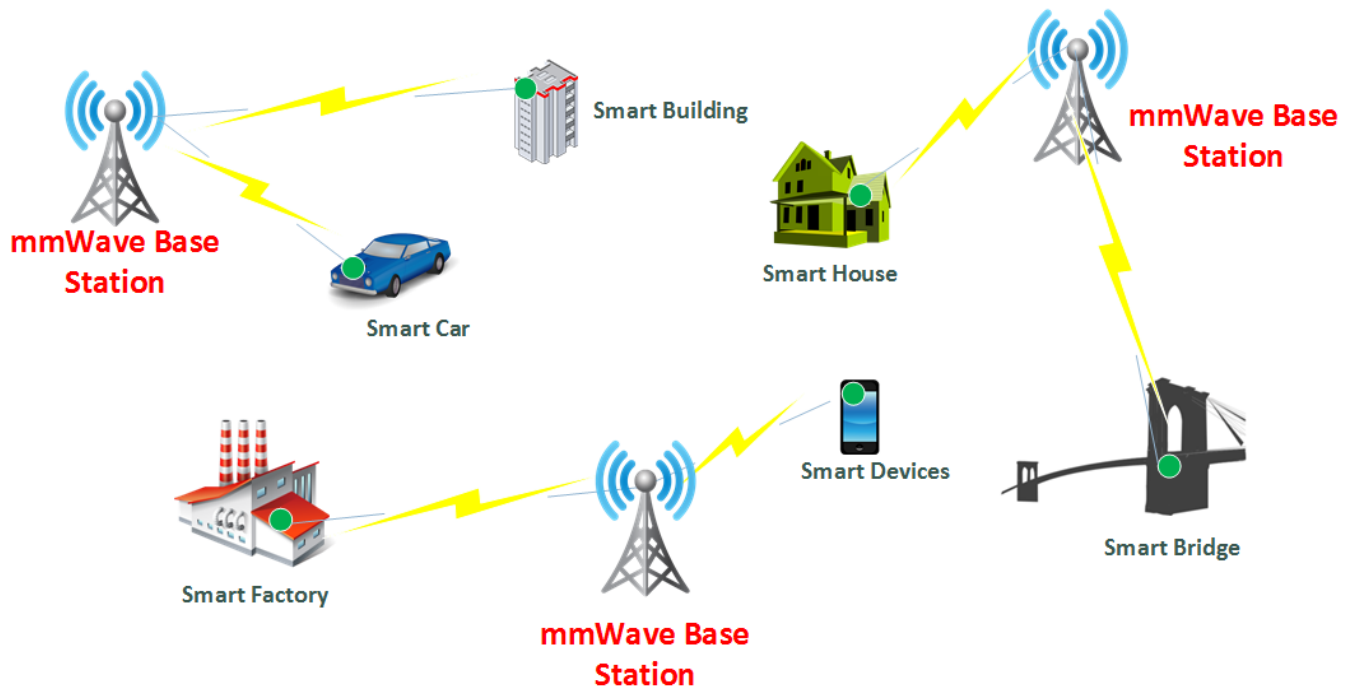 Smart Building
mmWave Base
Station
mmWave Base
Station
Smart House
Smart Car
Smart Devices
Smart Bridge
Smart Factory
mmWave Base
Station